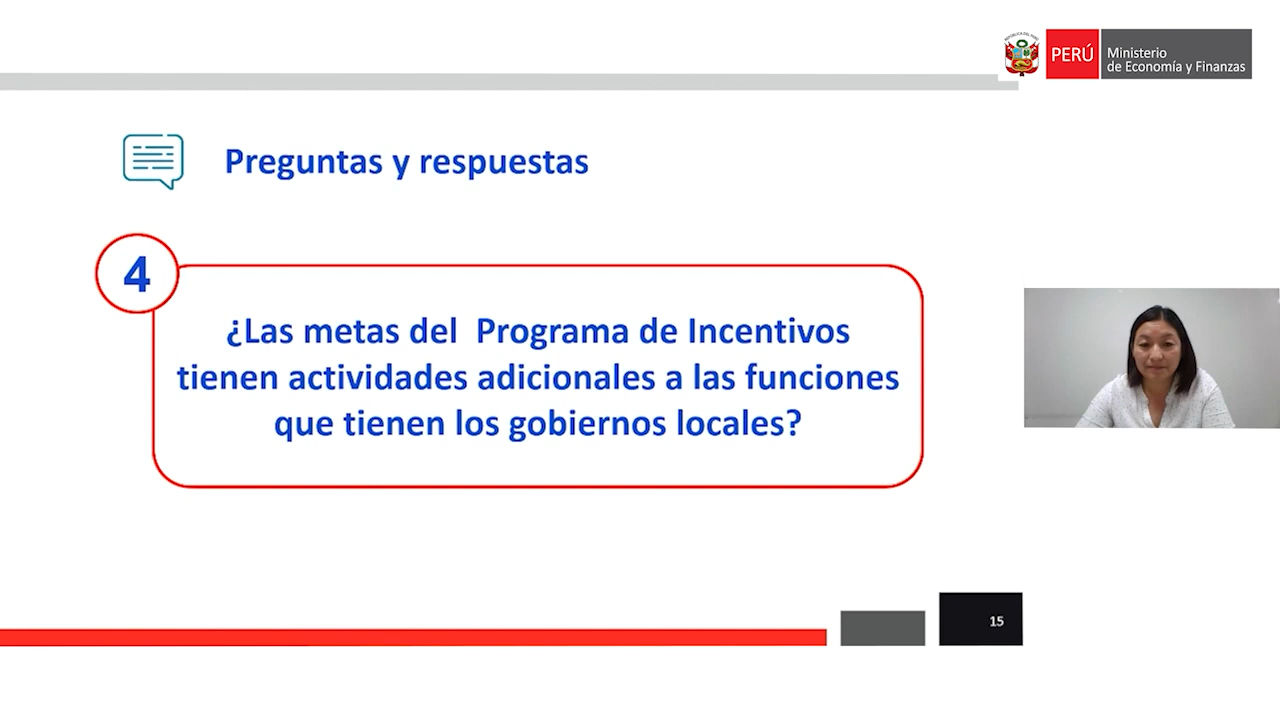 PERÚ
Ministerio
de Economía y Finanzas
Preguntas y respuestas
4
¿Las metas del Programa de Incentivos
tienen actividades adicionales a las funciones
que tienen los gobiernos locales?
15